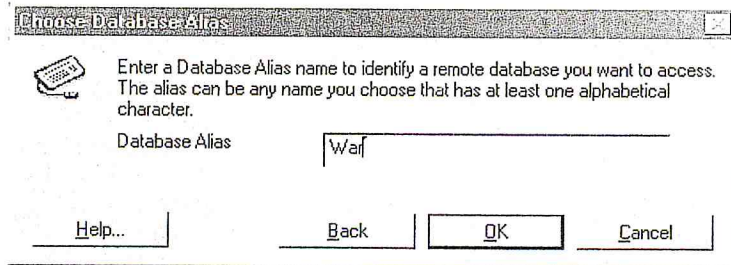 Choose Database Alias
Enter a Database Alias name to identify a remote database you want to access.
The alias can be any name you choose that has at least one alphabetical
character.
Database Alias
War
Help...
Back
OK
Cancel